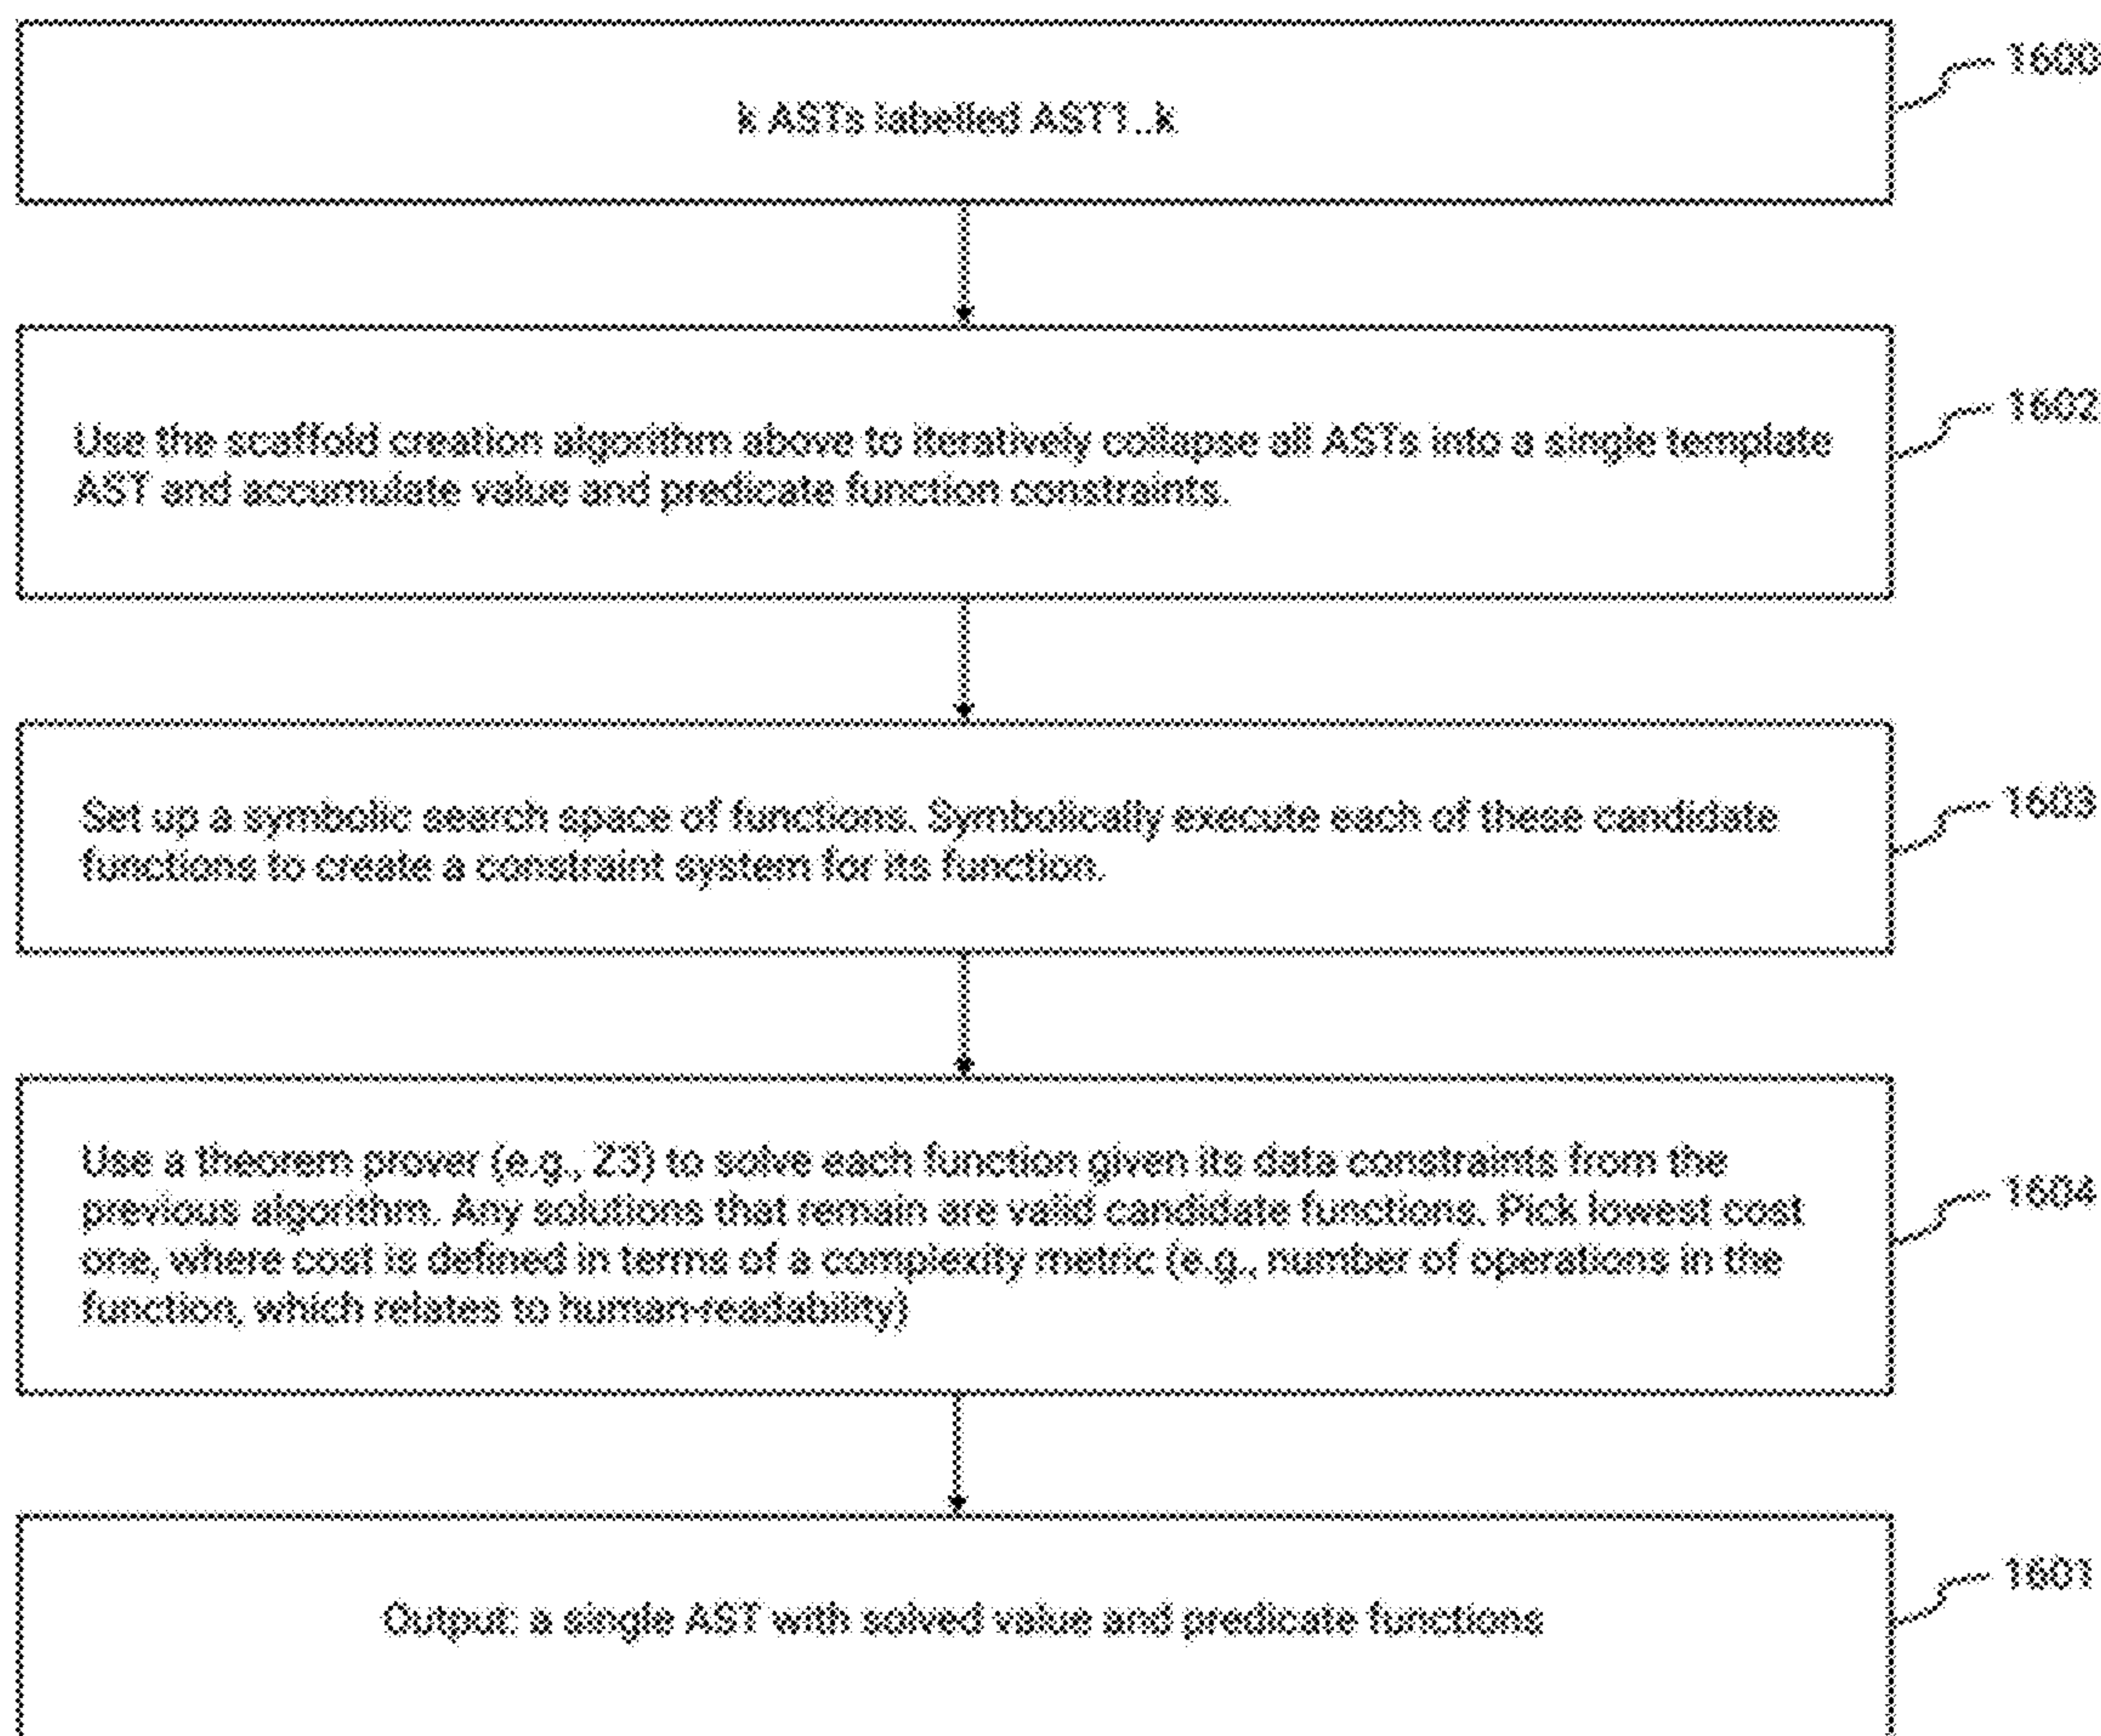 k ASTs labelled AST1..k
1600
Use the scaffold creation algorithm above to iteratively collapse all ASTs into a single template
AST and accumulate value and predicate function constraints.
1602
Set up a symbolic search space of functions. Symbolically execute each of these candidate
functions to create a constraint system for its function.
1603
Use a theorem prover (e.g., Z3) to solve each function given its data constraints from the
previous algorithm. Any solutions that remain are valid candidate functions. Pick lowest cost
one, where cost is defined in terms of a complexity metric (e.g., number of operations in the
function, which relates to human-readability)
1604
Output: a single AST with solved value and predicate functions
1601